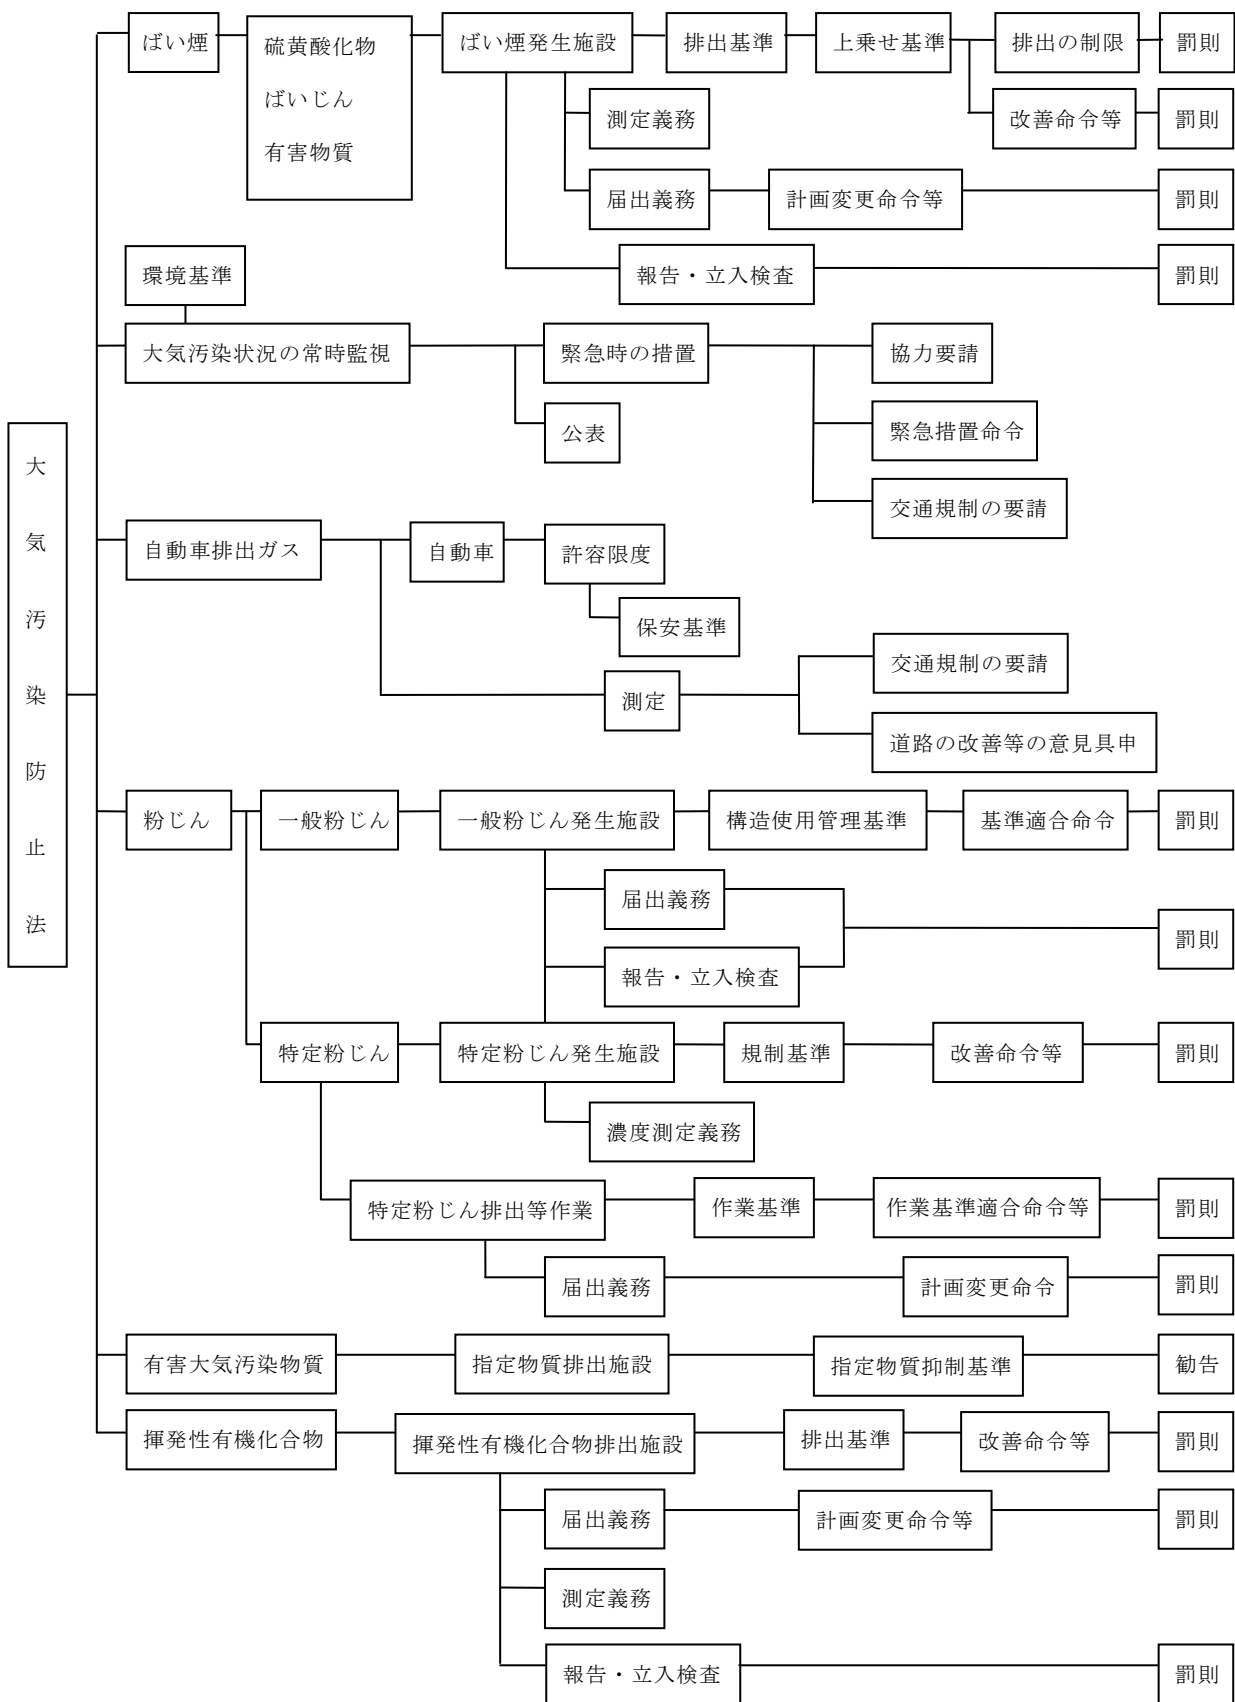 大気汚染防止法
ばい煙
硫黄酸化物
ばいじん
有害物質
ばい煙発生施設
排出基準
上乗せ基準
排出の制限
罰則
測定義務
改善命令等
罰則
届出義務
計画変更命令等
罰則
報告・立入検査
罰則
環境基準
大気汚染状況の常時監視
緊急時の措置
協力要請
公表
緊急措置命令
交通規制の要請
自動車排出ガス
自動車
許容限度
保安基準
測定
交通規制の要請
道路の改善等の意見具申
粉じん
一般粉じん
一般粉じん発生施設
構造使用管理基準
基準適合命令
罰則
届出義務
報告・立入検査
罰則
特定粉じん
特定粉じん発生施設
規制基準
改善命令等
罰則
濃度測定義務
特定粉じん排出等作業
作業基準
作業基準適合命令等
罰則
届出義務
計画変更命令
罰則
有害大気汚染物質
指定物質排出施設
指定物質抑制基準
勧告
揮発性有機化合物
揮発性有機化合物排出施設
排出基準
改善命令等
罰則
届出義務
計画変更命令等
罰則
測定義務
報告・立入検査
罰則